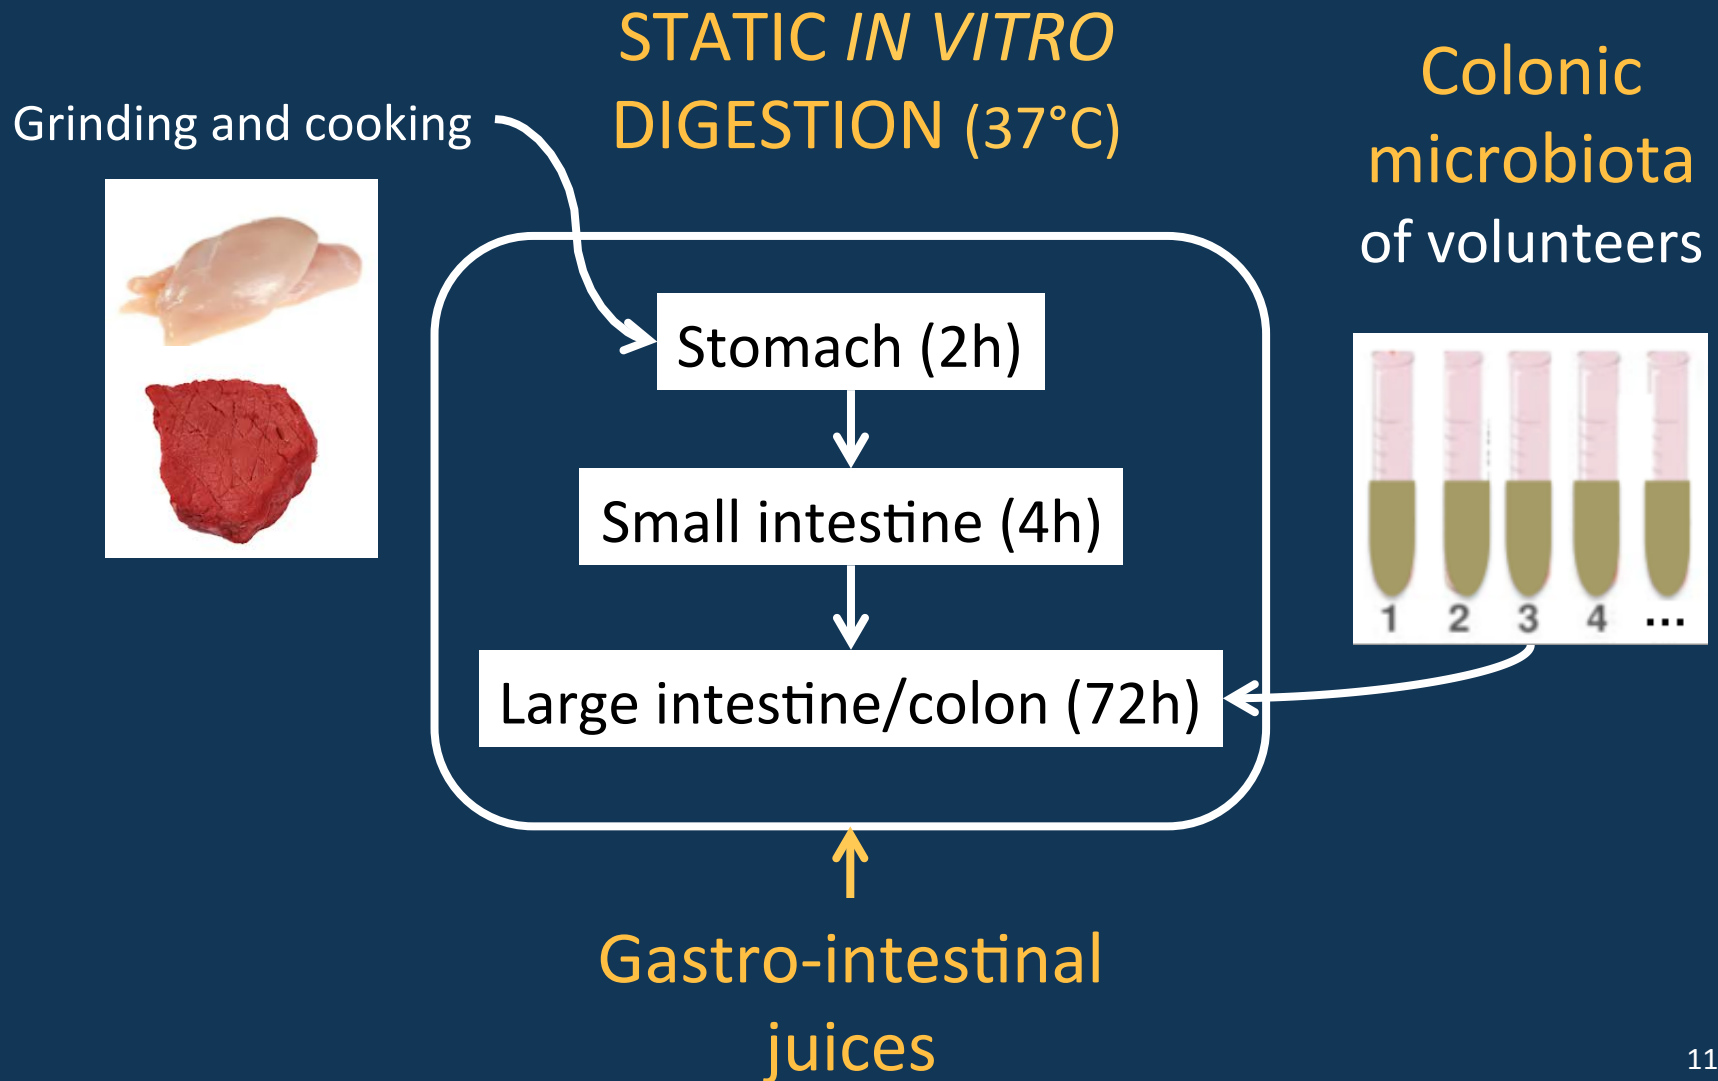 STATIC IN VITRO
DIGESTION (37°C)
Grinding and cooking
Colonic
microbiota
of volunteers
Stomach (2h)
Small intestine (4h)
Large intestine/colon (72h)
1 2 3 4 ...
Gastro-intestinal
juices
11